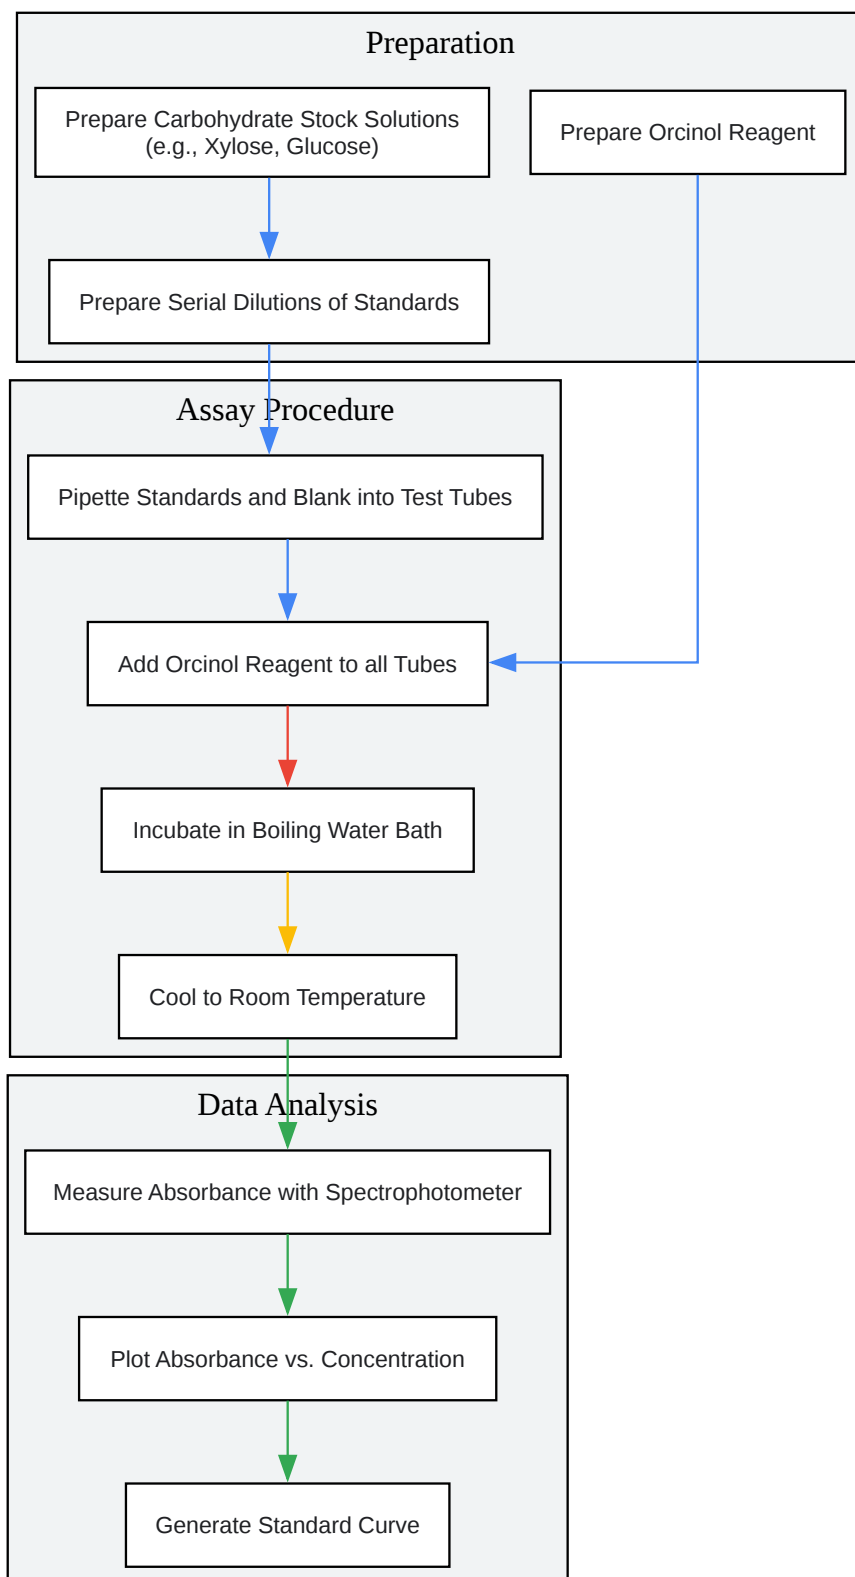 Preparation
Prepare Carbohydrate Stock Solutions
(e.g., Xylose, Glucose)
Prepare Orcinol Reagent
Prepare Serial Dilutions of Standards
Assay Procedure
Pipette Standards and Blank into Test Tubes
Add Orcinol Reagent to all Tubes
Incubate in Boiling Water Bath
Cool to Room Temperature
Data Analysis
Measure Absorbance with Spectrophotometer
Plot Absorbance vs. Concentration
Generate Standard Curve